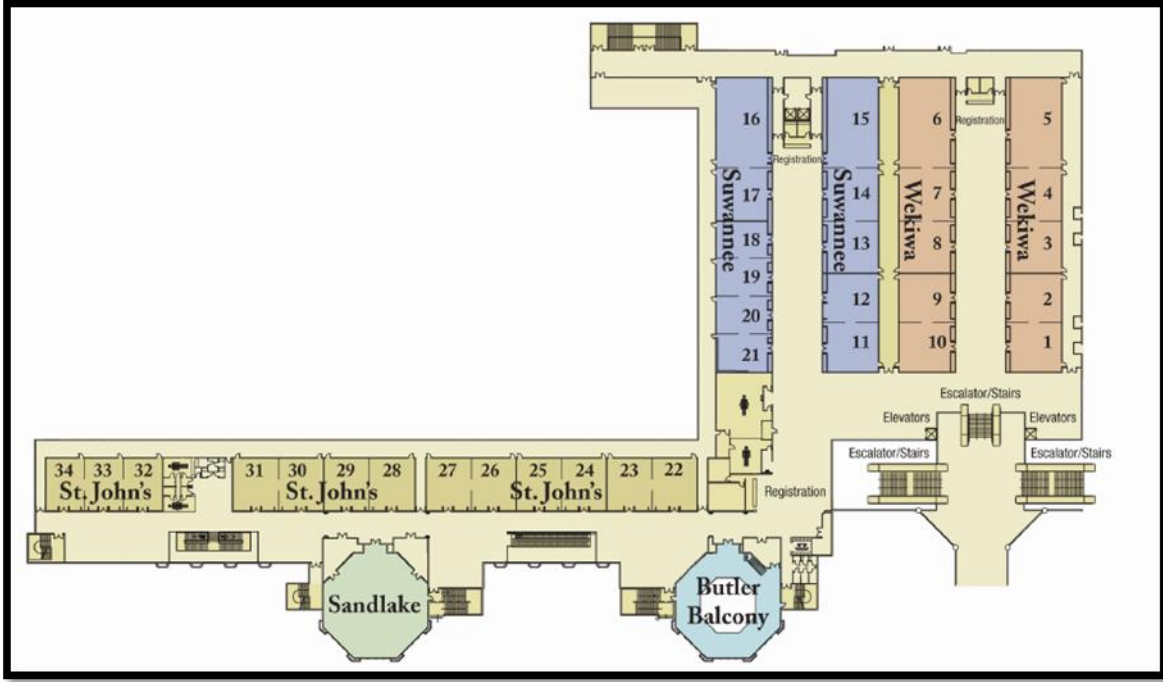 16
15
6
5
Registration
Registration
Suwannee
17
Suwannee
14
Wekiwa
7
Wekiwa
4
18
13
8
3
19
12
9
2
20
21
11
10
1
Escalator/Stairs
Elevators
Elevators
Escalator/Stairs
Escalator/Stairs
34 33 32
St. John's
31 30 29 28
St. John's
27 26 25 24 23 22
St. John's
Registration
Sandlake
Butler
Balcony